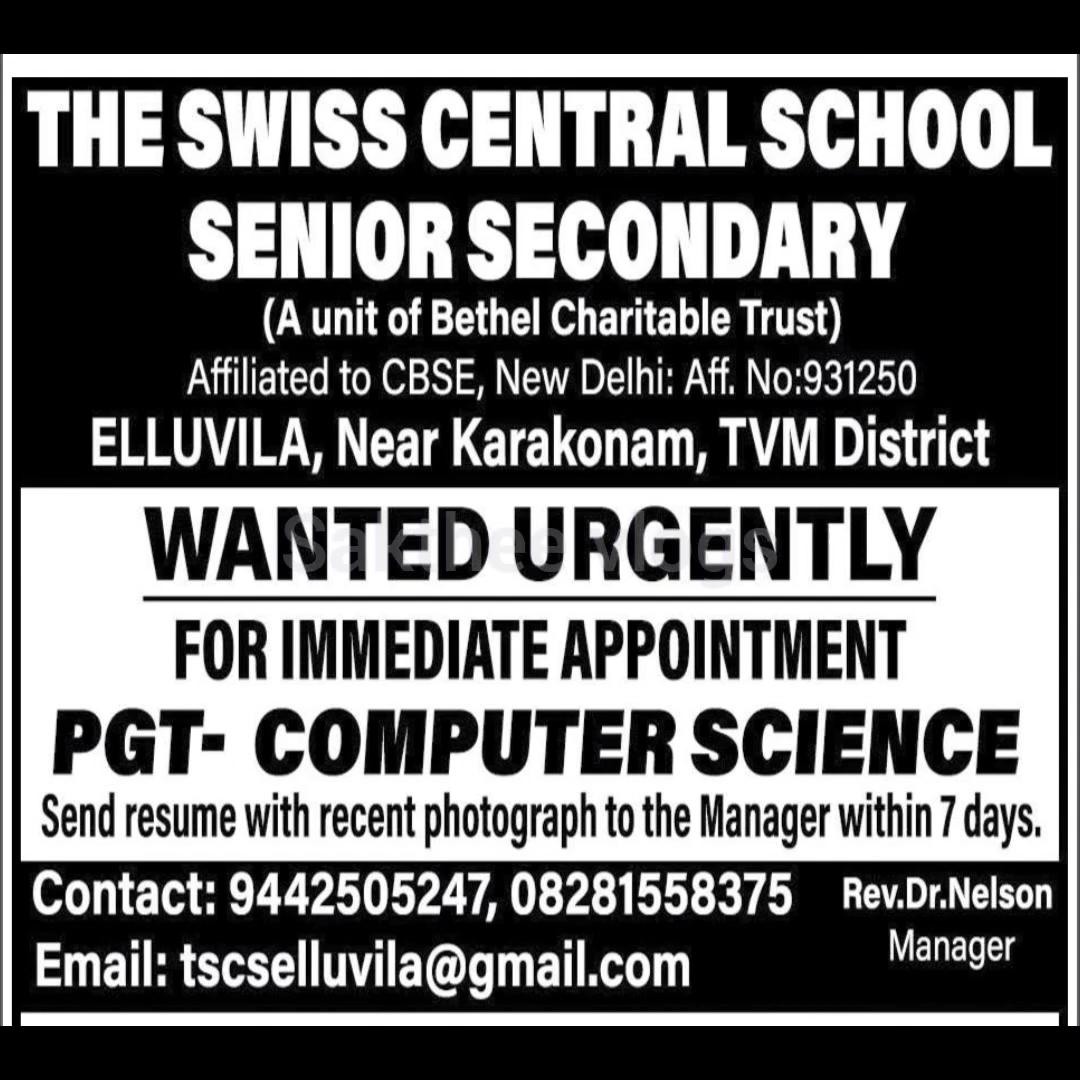 THE SWISS CENTRAL SCHOOL
SENIOR SECONDARY
(A unit of Bethel Charitable Trust)
Affiliated to CBSE, New Delhi: Aff. No:931250
ELLUVILA, Near Karakonam, TVM District
WANTED URGENTLY
Sakthee vlogs
FOR IMMEDIATE APPOINTMENT
PGT- COMPUTER SCIENCE
Send resume with recent photograph to the Manager within 7 days.
Contact: 9442505247, 08281558375
Rev.Dr.Nelson
Manager
Email: tscselluvila@gmail.com